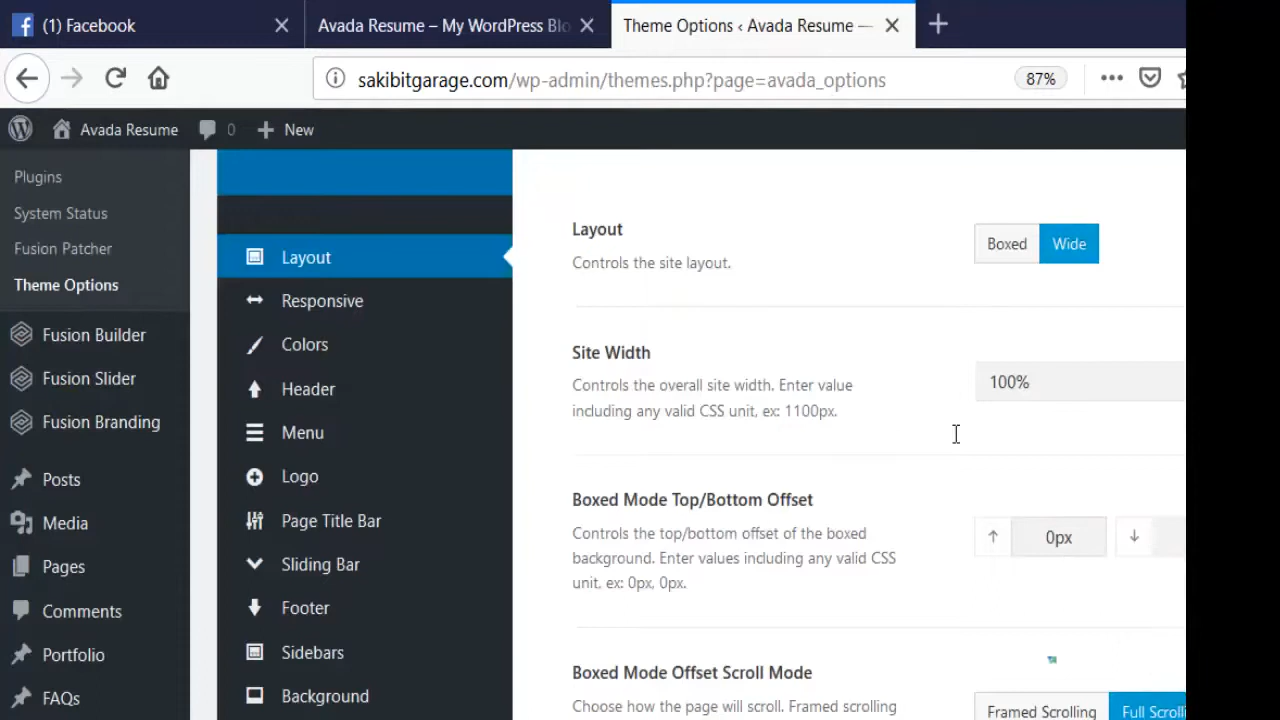 (1) Facebook
Avada Resume – My WordPress Blo
Theme Options ‹ Avada Resume —
sakibitgarage.com/wp-admin/themes.php?page=avada_options
87%
Avada Resume
0
New
Plugins
System Status
Fusion Patcher
Theme Options
Fusion Builder
Fusion Slider
Fusion Branding
Posts
Media
Pages
Comments
Portfolio
FAQs
Layout
Responsive
Colors
Header
Menu
Logo
Page Title Bar
Sliding Bar
Footer
Sidebars
Background
Layout
Controls the site layout.
Boxed
Wide
Site Width
Controls the overall site width. Enter value
including any valid CSS unit, ex: 1100px.
100%
Boxed Mode Top/Bottom Offset
Controls the top/bottom offset of the boxed
background. Enter values including any valid CSS
unit, ex: 0px, 0px.
0px
Boxed Mode Offset Scroll Mode
Choose how the page will scroll. Framed scrolling
Framed Scrolling
Full Scrolli